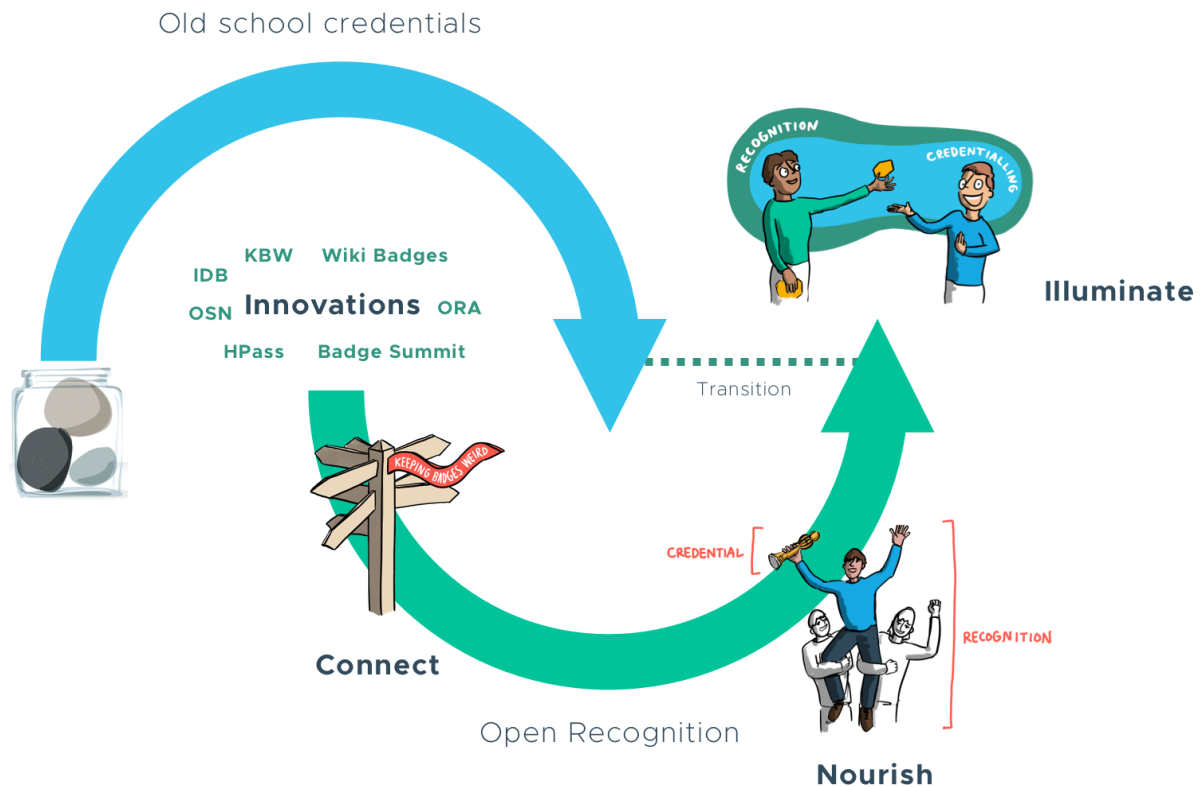 Old school credentials
RECOGNITION
CREDENTIALLING
KBW
Wiki Badges
IDB
Innovations
OSN
ORA
HPass
Badge Summit
Illuminate
Transition
KEEPING BADGES WEIRD
CREDENTIAL
RECOGNITION
Connect
Open Recognition
Nourish